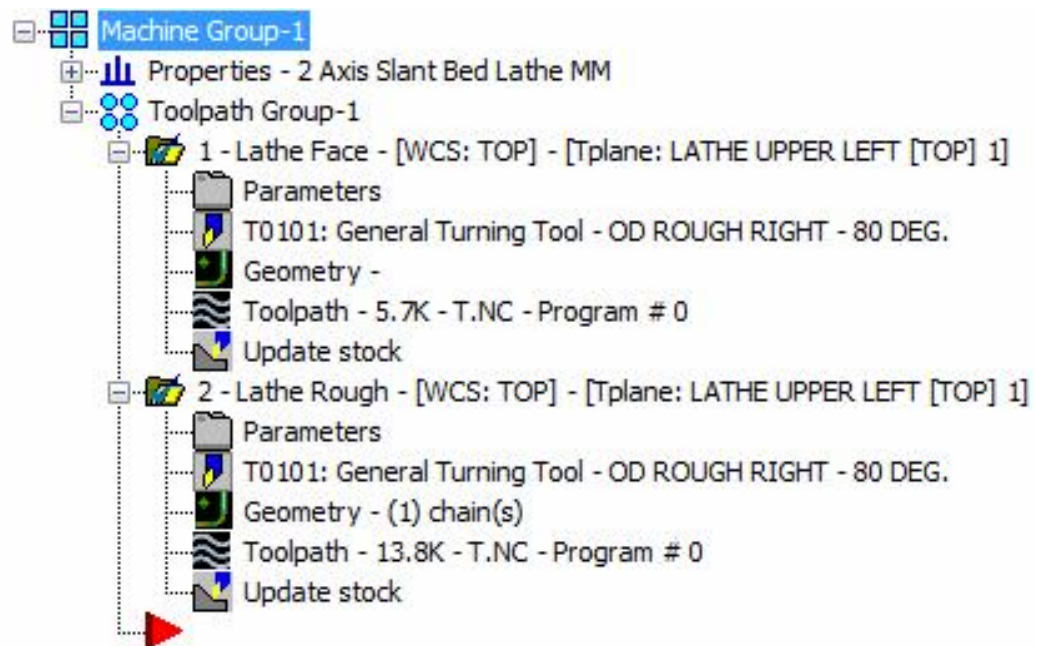 Machine Group-1
Properties - 2 Axis Slant Bed Lathe MM
Toolpath Group-1
1 - Lathe Face - [WCS: TOP] - [Tplane: LATHE UPPER LEFT [TOP] 1]
Parameters
T0101: General Turning Tool - OD ROUGH RIGHT - 80 DEG.
Geometry -
Toolpath - 5.7K - T.NC - Program # 0
Update stock
2 - Lathe Rough - [WCS: TOP] - [Tplane: LATHE UPPER LEFT [TOP] 1]
Parameters
T0101: General Turning Tool - OD ROUGH RIGHT - 80 DEG.
Geometry - (1) chain(s)
Toolpath - 13.8K - T.NC - Program # 0
Update stock